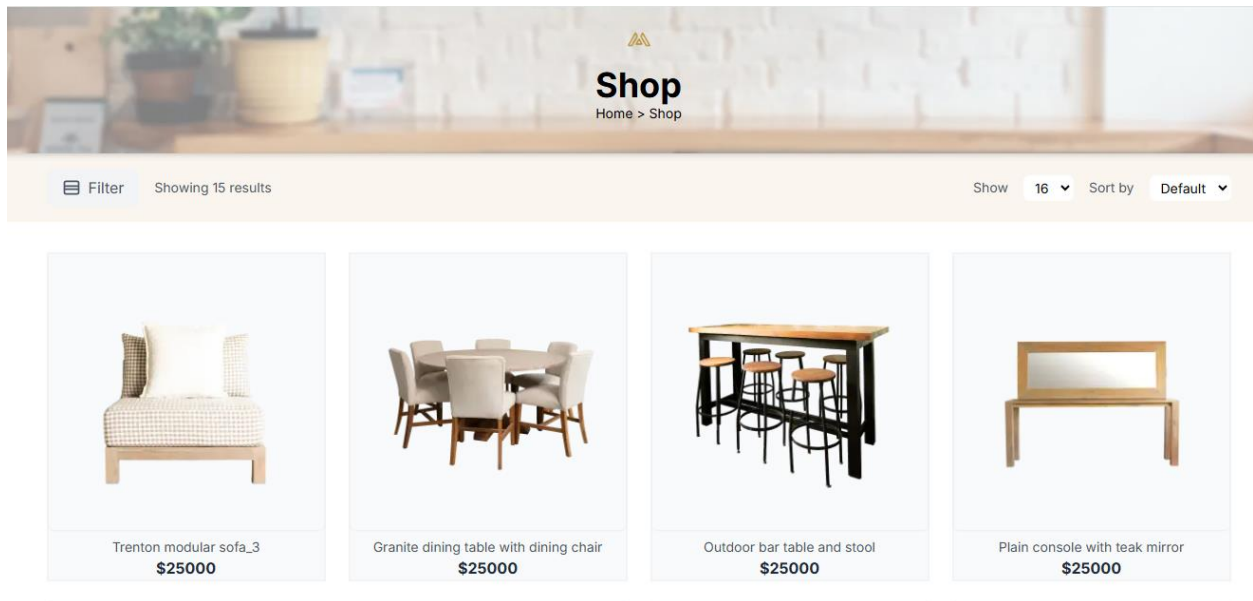 Shop
Home > Shop
Filter
Showing 15 results
Show
16
Sort by
Default
Trenton modular sofa_3
$25000
Granite dining table with dining chair
$25000
Outdoor bar table and stool
$25000
Plain console with teak mirror
$25000